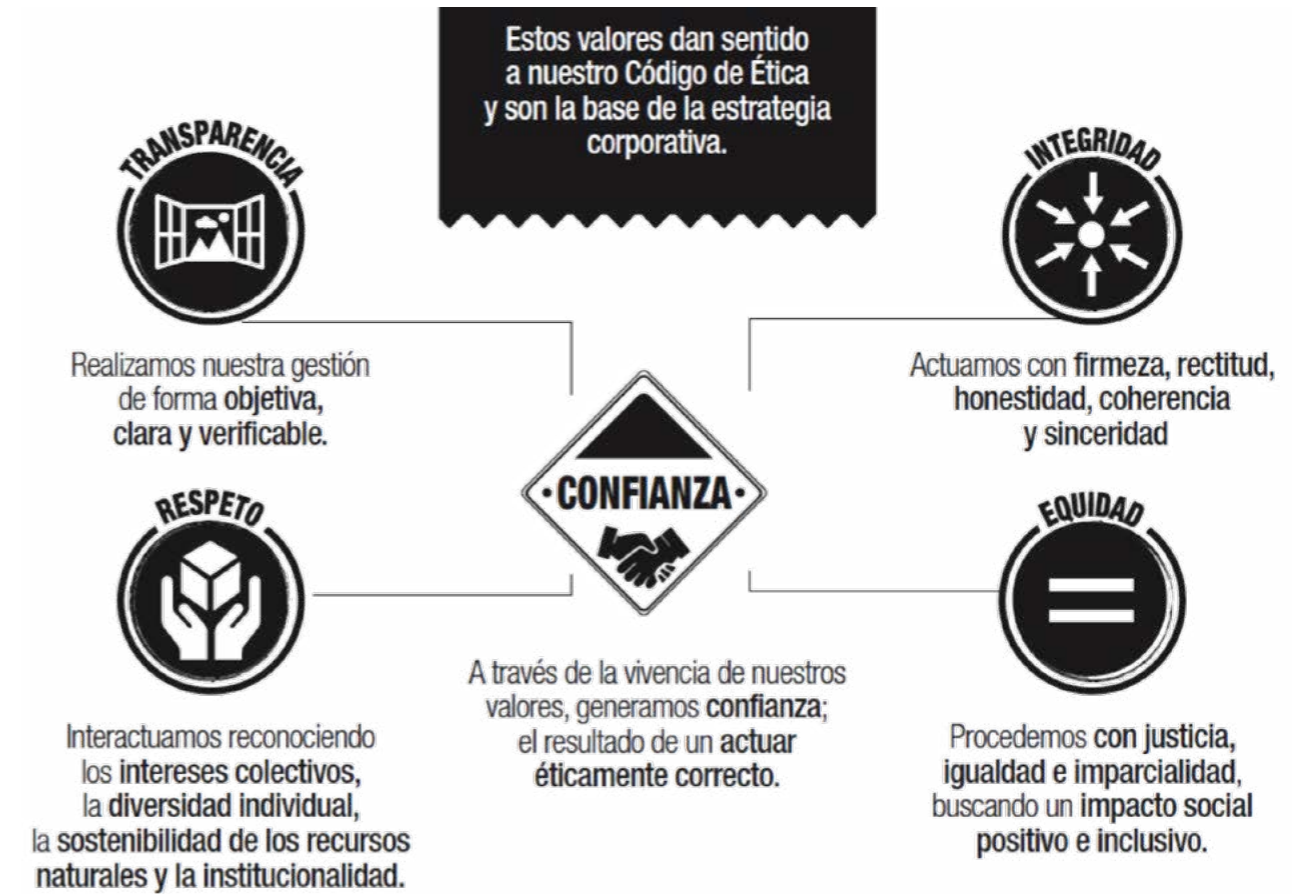 Estos valores dan sentido
a nuestro Código de Ética
y son la base de la estrategia
corporativa.
TRANSPARENCIA
Realizamos nuestra gestión
de forma objetiva,
clara y verificable.
INTEGRIDAD
Actuamos con firmeza, rectitud,
honestidad, coherencia
y sinceridad
· CONFIANZA ·
RESPETO
Interactuamos reconociendo
los intereses colectivos,
la diversidad individual,
la sostenibilidad de los recursos
naturales y la institucionalidad.
A través de la vivencia de nuestros
valores, generamos confianza;
el resultado de un actuar
éticamente correcto.
EQUIDAD
Procedemos con justicia,
igualdad e imparcialidad,
buscando un impacto social
positivo e inclusivo.